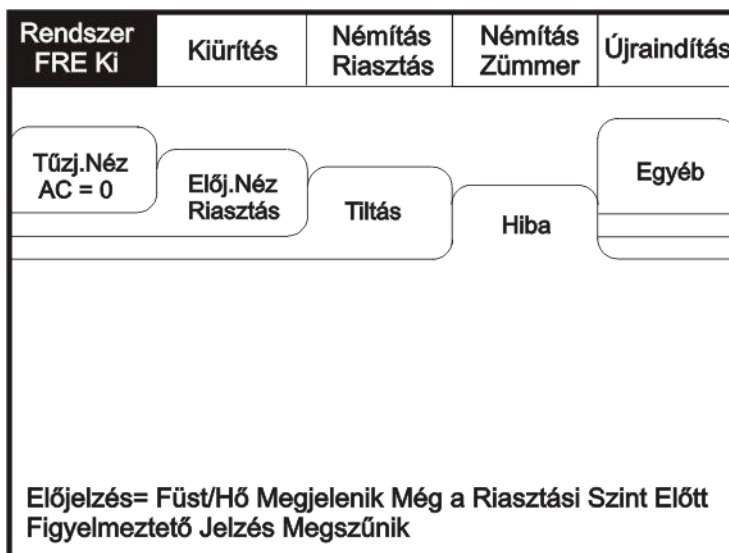 Rendszer
FRE Ki
Kiürítés
Némítás
Riasztás
Némítás
Zümmer
Újraindítás
Tűzj.Néz
AC = 0
Előj.Néz
Riasztás
Tiltás
Hiba
Egyéb
Előjelzés= Füst/Hő Megjelenik Még a Riasztási Szint Előtt
Figyelmeztető Jelzés Megszűnik